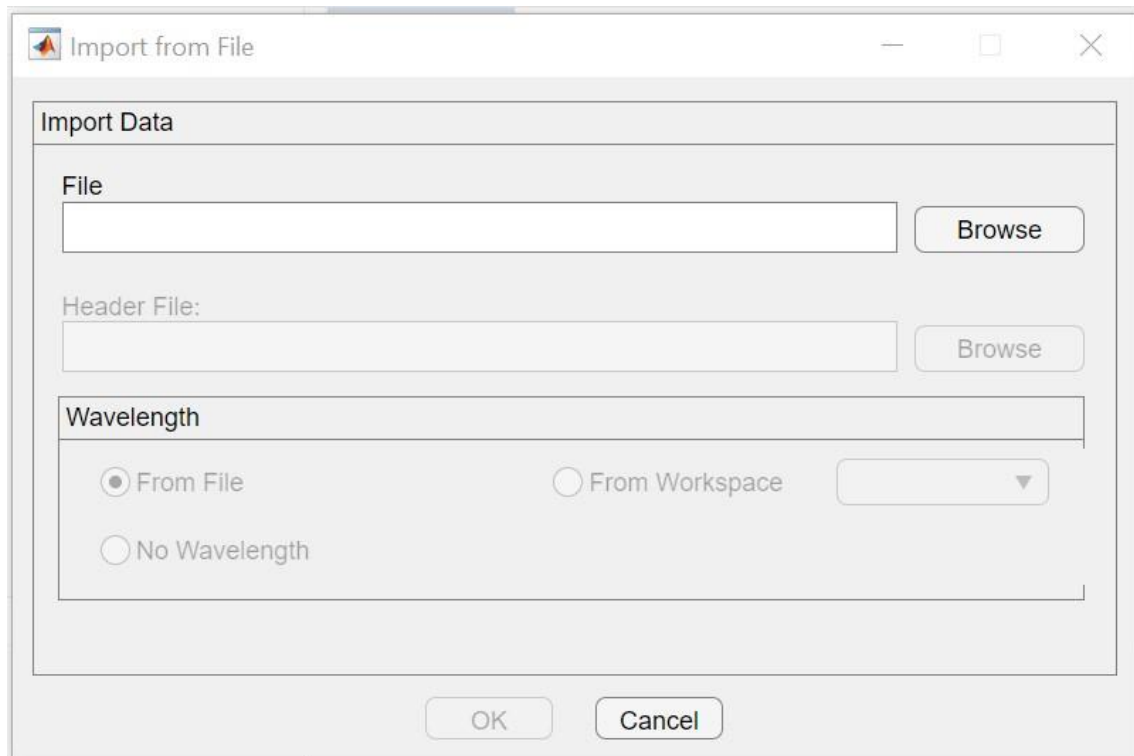 Import from File
Import Data
File
Browse
Header File:
Browse
Wavelength
From File From Workspace
No Wavelength
OK Cancel